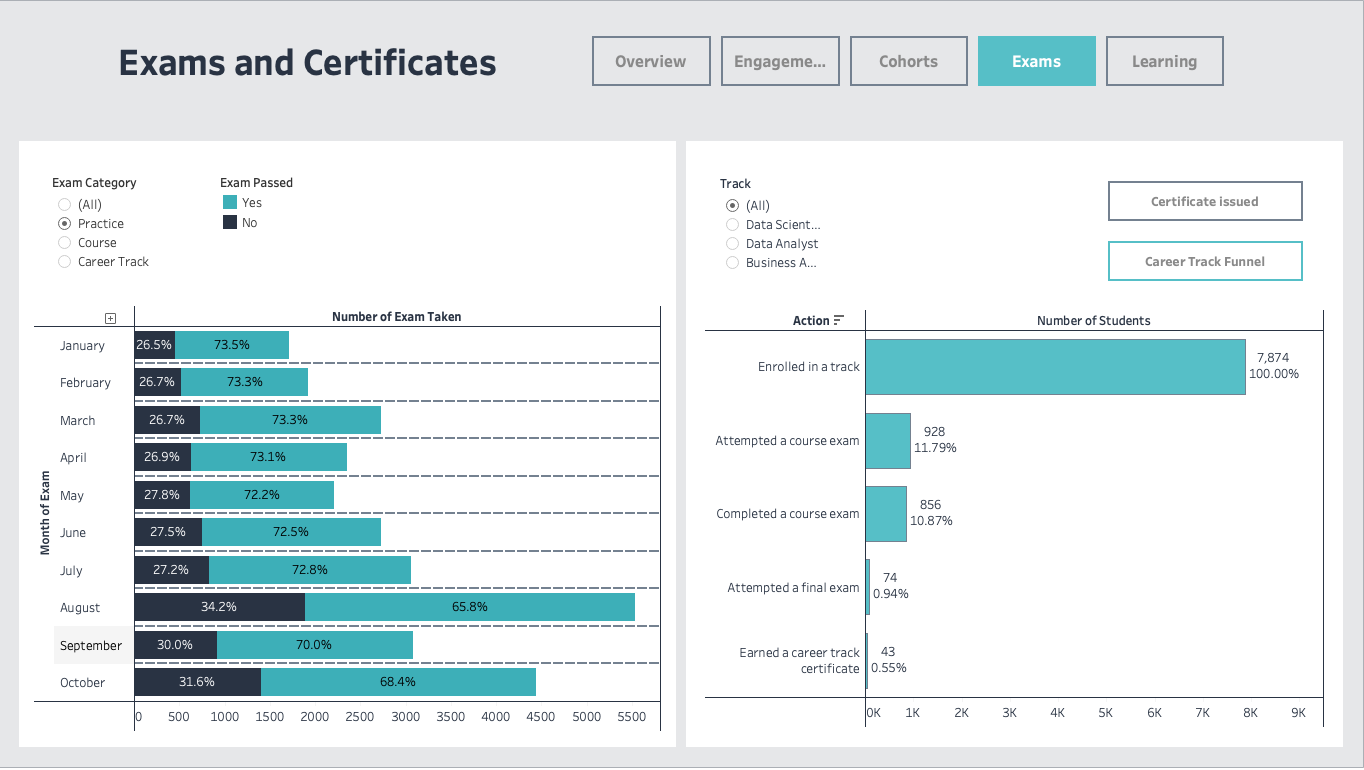 Exams and Certificates
Overview
Engageme...
Cohorts
Exams
Learning
Exam Category
(All)
Practice
Course
Career Track
Exam Passed
Yes
No
Number of Exam Taken
Month of Exam
January
26.5%
73.5%
February
26.7%
73.3%
March
26.7%
73.3%
April
26.9%
73.1%
May
27.8%
72.2%
June
27.5%
72.5%
July
27.2%
72.8%
August
34.2%
65.8%
September
30.0%
70.0%
October
31.6%
68.4%
0 500 1000 1500 2000 2500 3000 3500 4000 4500 5000 5500
Track
(All)
Data Scient...
Data Analyst
Business A...
Certificate issued
Career Track Funnel
Action
Number of Students
Enrolled in a track
7,874
100.00%
Attempted a course exam
928
11.79%
Completed a course exam
856
10.87%
Attempted a final exam
74
0.94%
Earned a career track
certificate
43
0.55%
0K 1K 2K 3K 4K 5K 6K 7K 8K 9K